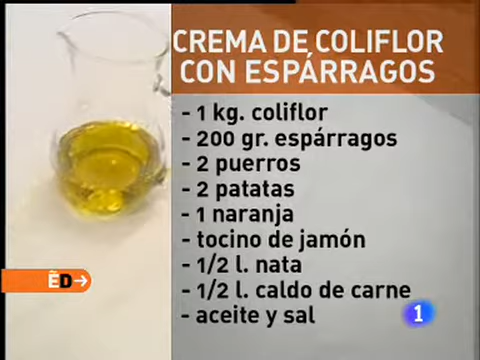 CREMA DE COLIFLOR
CON ESPÁRRAGOS
- 1 kg. coliflor
- 200 gr. espárragos
- 2 puerros
- 2 patatas
- 1 naranja
- tocino de jamón
- 1/2 l. nata
- 1/2 l. caldo de carne
- aceite y sal
ẼD→
1